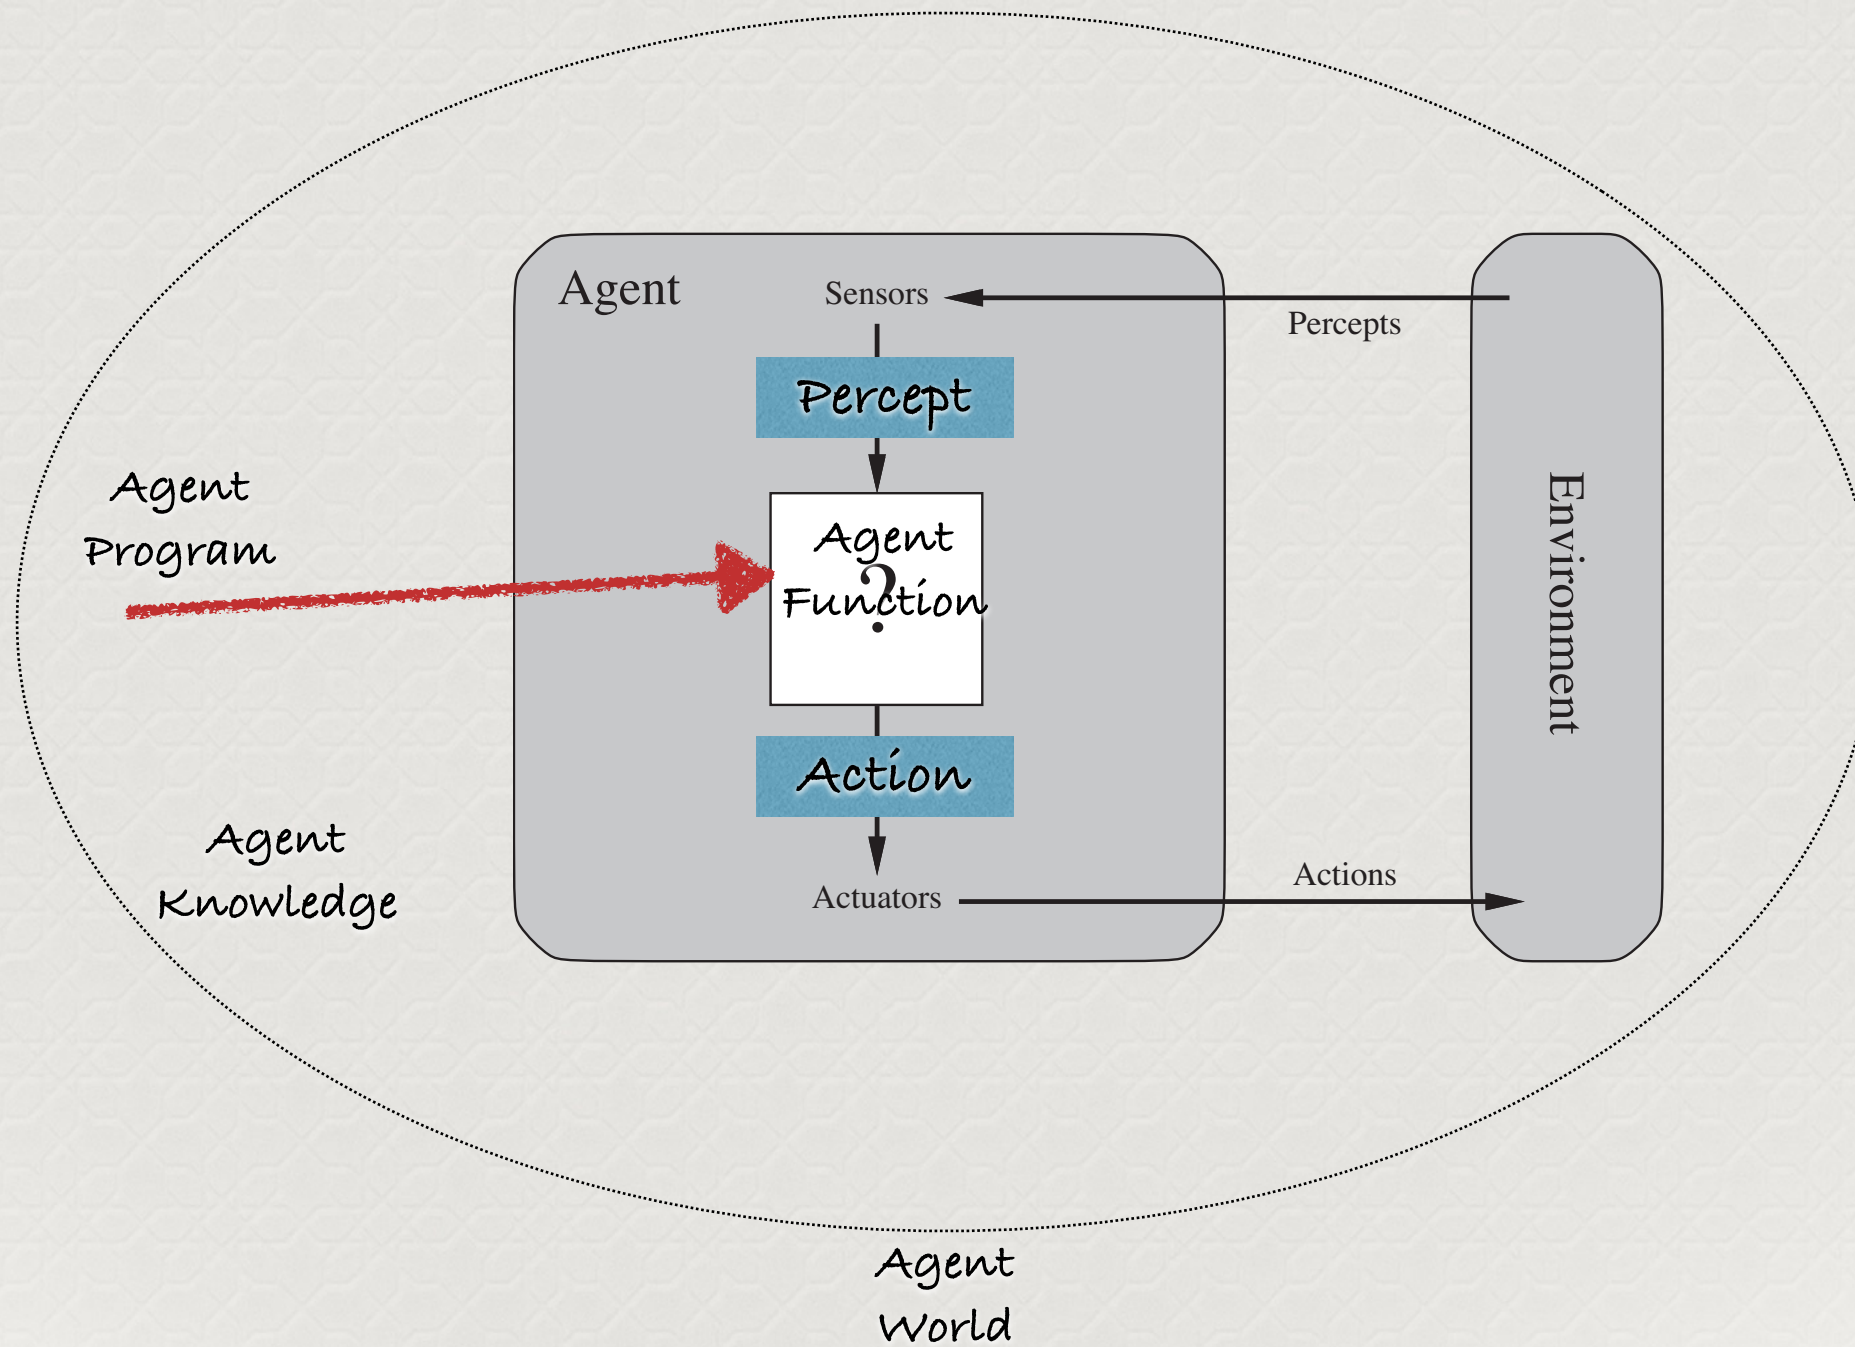 Agent
Sensors
Percepts
Percept
Agent
Program
Agent
?
Function
Environment
Action
Agent
Knowledge
Actuators
Actions
Agent
World